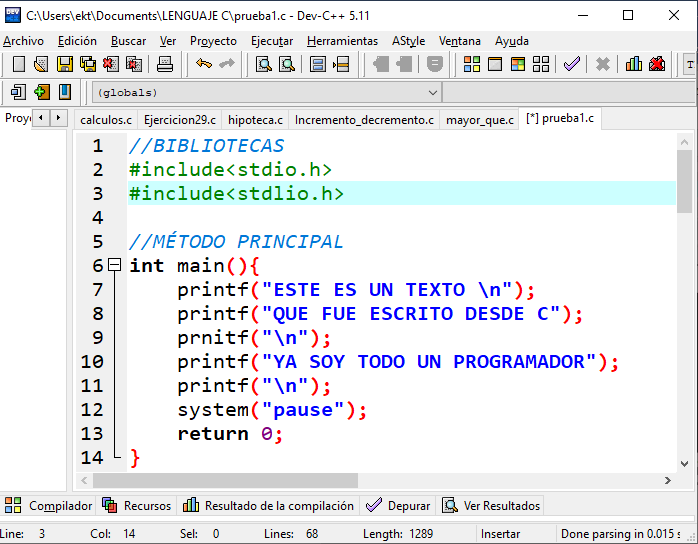 C:\Users\ekt\Documents\LENGUAJE C\prueba1.c - Dev-C++ 5.11
Archivo Edición Buscar Ver Proyecto Ejecutar Herramientas AStyle Ventana Ayuda
(globals)
Proye calculos.c Ejercicion29.c hipoteca.c Incremento_decremento.c mayor_que.c [*] prueba1.c
1 //BIBLIOTECAS
2 #include<stdio.h>
3 #include<stdlio.h>
4
5 //MÉTODO PRINCIPAL
6 int main(){
7 printf("ESTE ES UN TEXTO \n");
8 printf("QUE FUE ESCRITO DESDE C");
9 prnitf("\n");
10 printf("YA SOY TODO UN PROGRAMADOR");
11 printf("\n");
12 system("pause");
13 return 0;
14 }
Compilador Recursos Resultado de la compilación Depurar Ver Resultados
Line: 3 Col: 14 Sel: 0 Lines: 68 Length: 1289 Insertar Done parsing in 0.015 s